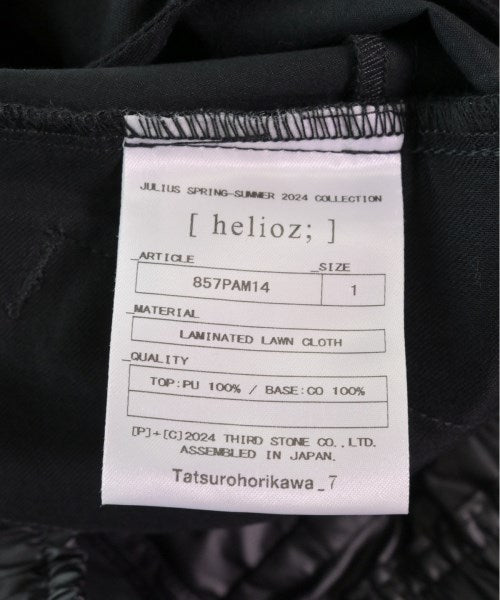 JULIUS SPRING-SUMMER 2024 COLLECTION
[ helioz; ]
_ARTICLE _SIZE
857PAM14 1
_MATERIAL
LAMINATED LAWN CLOTH
_QUALITY
TOP:PU 100% / BASE:CO 100%
[P]+[C]2024 THIRD STONE CO.,LTD.
ASSEMBLED IN JAPAN.
Tatsurohorikawa_7